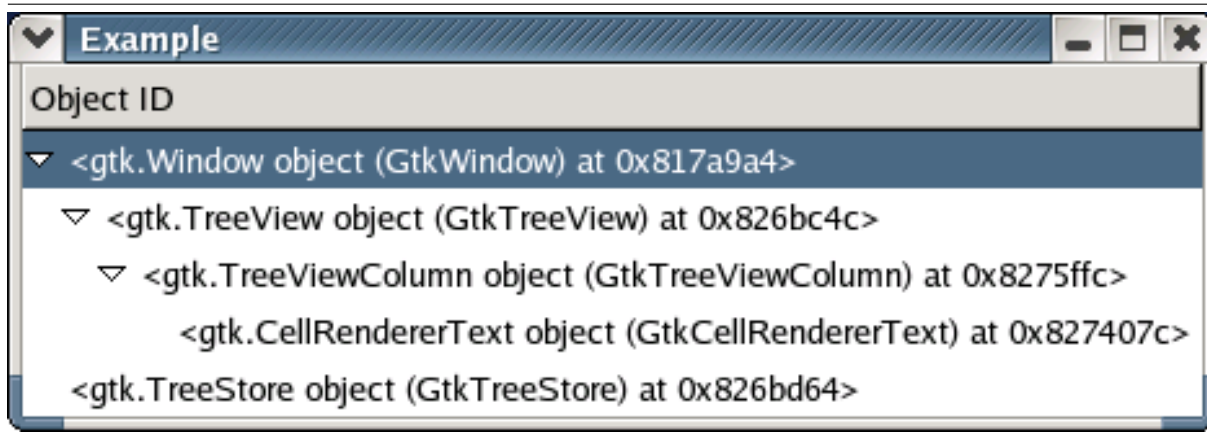 Example
Object ID
<gtk.Window object (GtkWindow) at 0x817a9a4>
<gtk.TreeView object (GtkTreeView) at 0x826bc4c>
<gtk.TreeViewColumn object (GtkTreeViewColumn) at 0x8275ffc>
<gtk.CellRendererText object (GtkCellRendererText) at 0x827407c>
<gtk.TreeStore object (GtkTreeStore) at 0x826bd64>